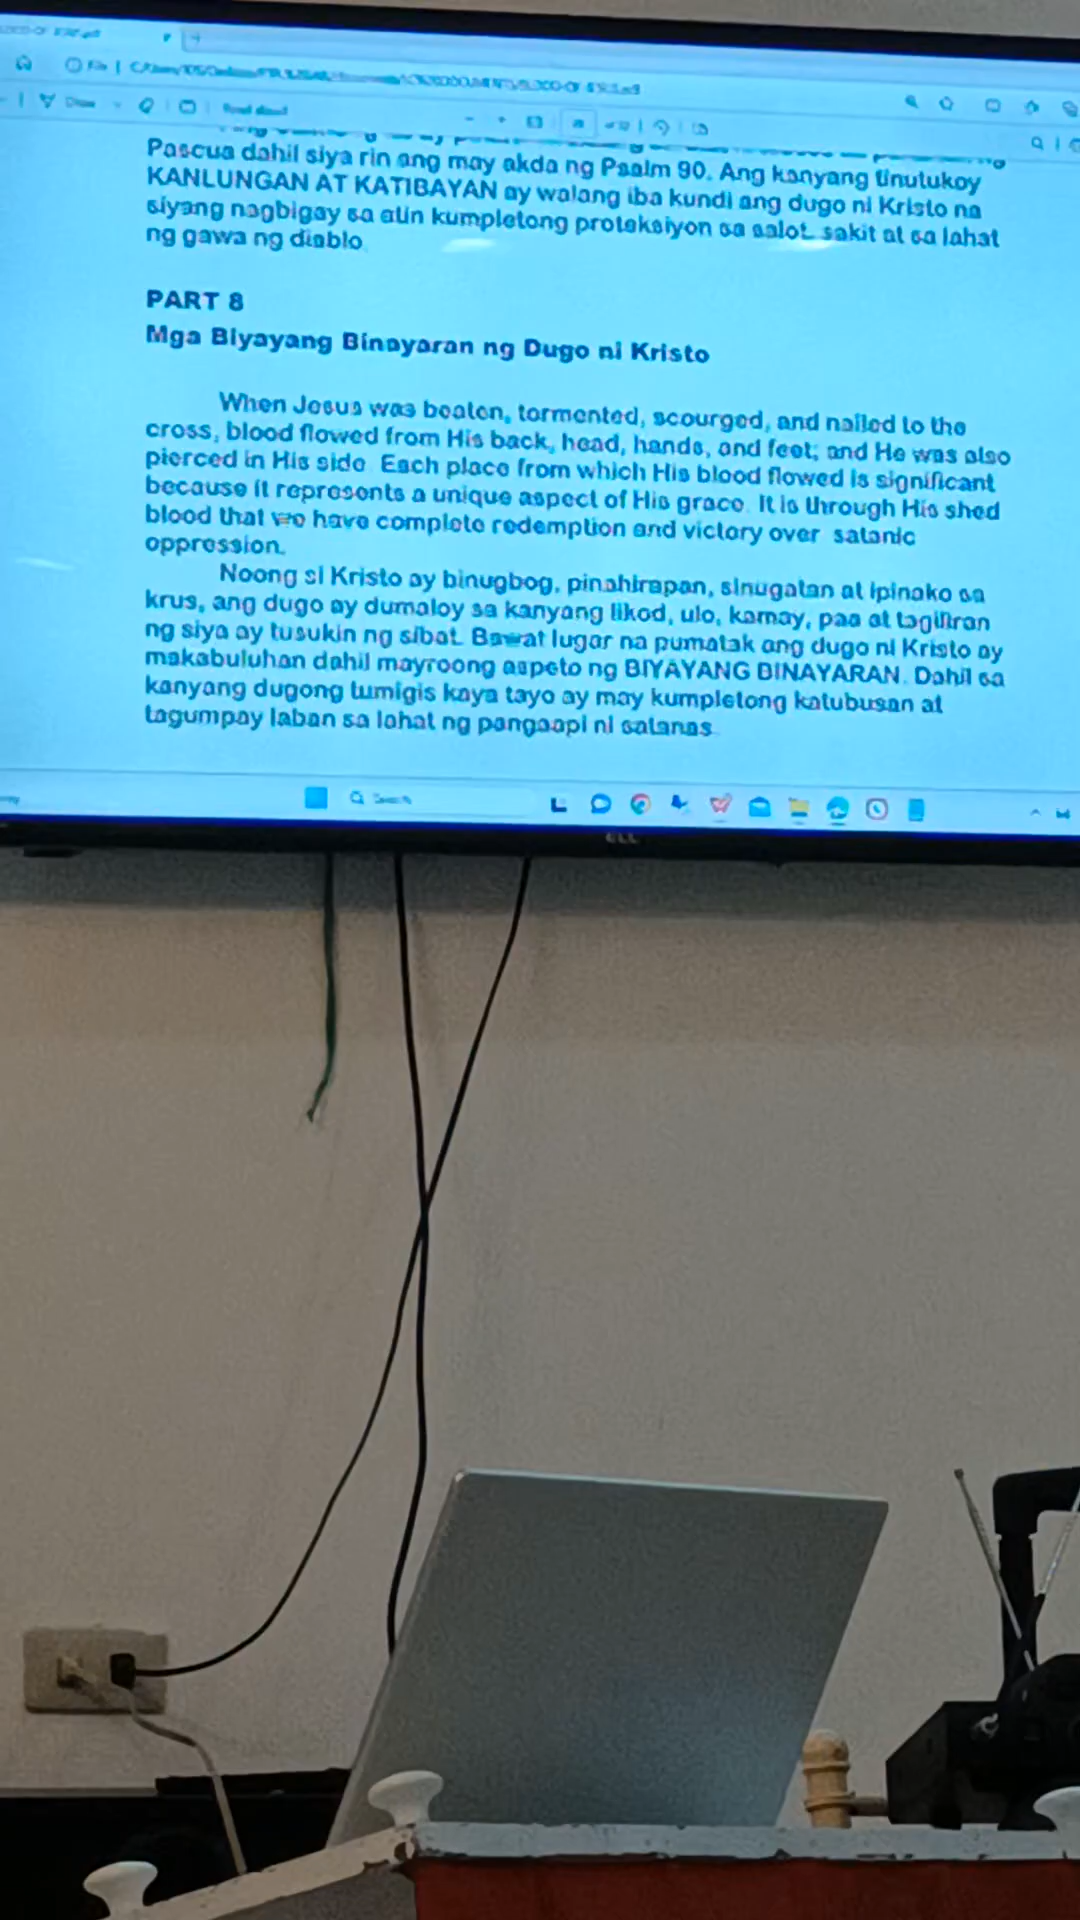 Read aloud
Pascua dahil siya rin ang may akda ng Psalm 90. Ang kanyang tinutukoy
KANLUNGAN AT KATIBAYAN ay walang iba kundi ang dugo ni Kristo na
siyang nagbigay sa atin kumpletong proteksiyon sa salot, sakit at sa lahat
ng gawa ng diablo.
PART 8
Mga Biyayang Binayaran ng Dugo ni Kristo
When Jesus was beaten, tormented, scourged, and nailed to the
cross, blood flowed from His back, head, hands, and feet; and He was also
pierced in His side. Each place from which His blood flowed is significant
because it represents a unique aspect of His grace. It is through His shed
blood that we have complete redemption and victory over satanic
oppression.
Noong si Kristo ay binugbog, pinahirapan, sinugatan at ipinako sa
krus, ang dugo ay dumaloy sa kanyang likod, ulo, kamay, paa at tagiliran
ng siya ay tusukin ng sibat. Bawat lugar na pumatak ang dugo ni Kristo ay
makabuluhan dahil mayroong aspeto ng BIYAYANG BINAYARAN. Dahil sa
kanyang dugong tumigis kaya tayo ay may kumpletong katubusan at
tagumpay laban sa lahat ng pangaapi ni satanas.
Search